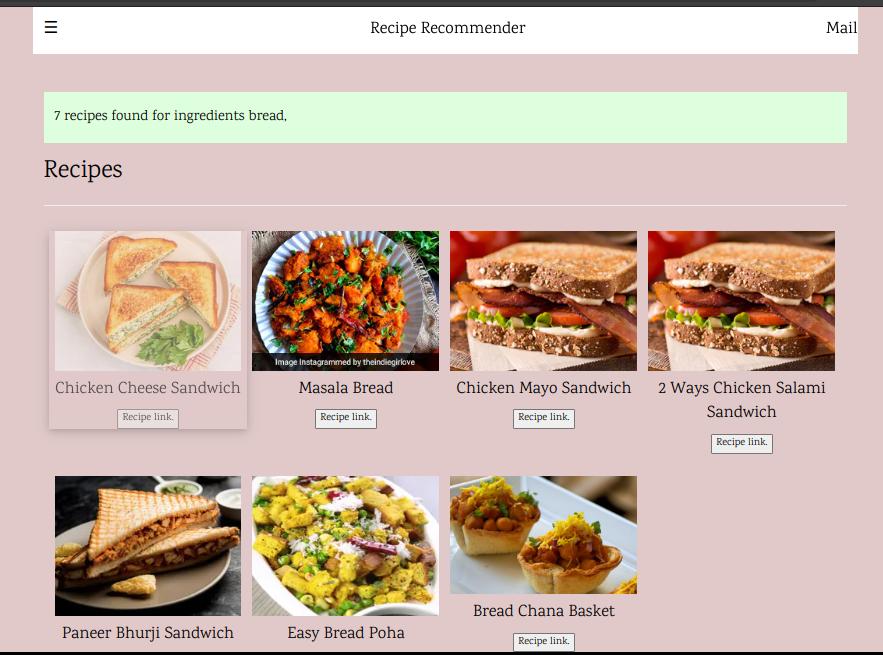 ☰ Recipe Recommender Mail
7 recipes found for ingredients bread,
Recipes
Image Instagrammed by theindiegirlove
Chicken Cheese Sandwich
Recipe link.
Masala Bread
Recipe link.
Chicken Mayo Sandwich
Recipe link.
2 Ways Chicken Salami
Sandwich
Recipe link.
Paneer Bhurji Sandwich
Easy Bread Poha
Bread Chana Basket
Recipe link.